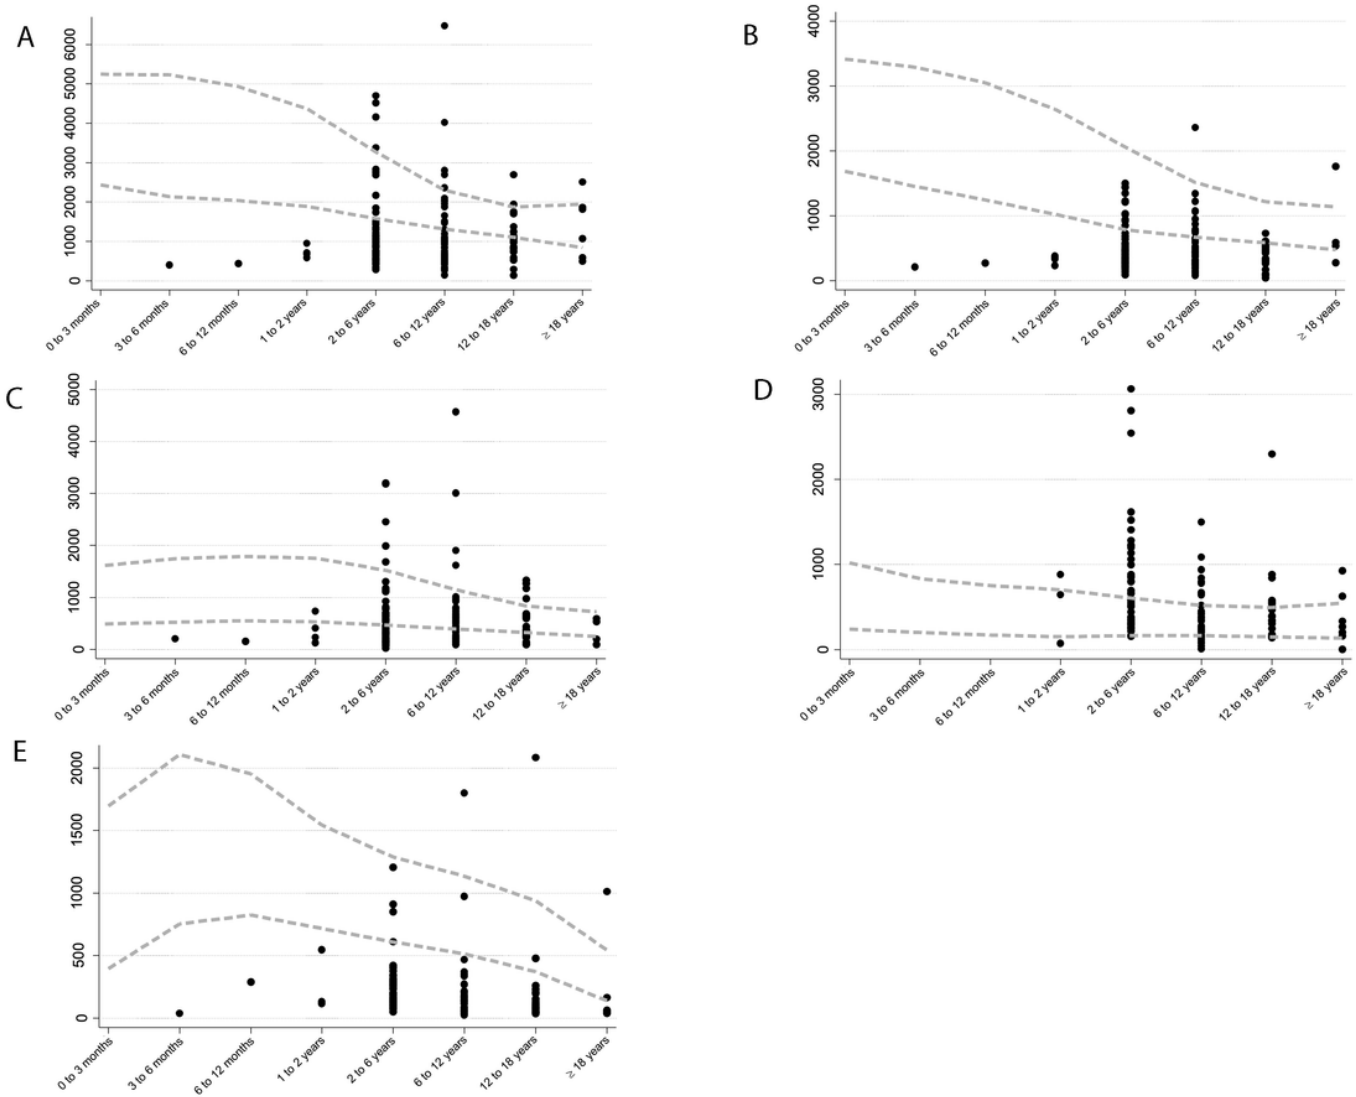 A
6000
5000
4000
3000
2000
1000
0
0 to 3 months
3 to 6 months
6 to 12 months
1 to 2 years
2 to 6 years
6 to 12 years
12 to 18 years
≥ 18 years
B
4000
3000
2000
1000
0
0 to 3 months
3 to 6 months
6 to 12 months
1 to 2 years
2 to 6 years
6 to 12 years
12 to 18 years
≥ 18 years
C
5000
4000
3000
2000
1000
0
0 to 3 months
3 to 6 months
6 to 12 months
1 to 2 years
2 to 6 years
6 to 12 years
12 to 18 years
≥ 18 years
D
3000
2000
1000
0
0 to 3 months
3 to 6 months
6 to 12 months
1 to 2 years
2 to 6 years
6 to 12 years
12 to 18 years
≥ 18 years
E
2000
1500
1000
500
0
0 to 3 months
3 to 6 months
6 to 12 months
1 to 2 years
2 to 6 years
6 to 12 years
12 to 18 years
≥ 18 years